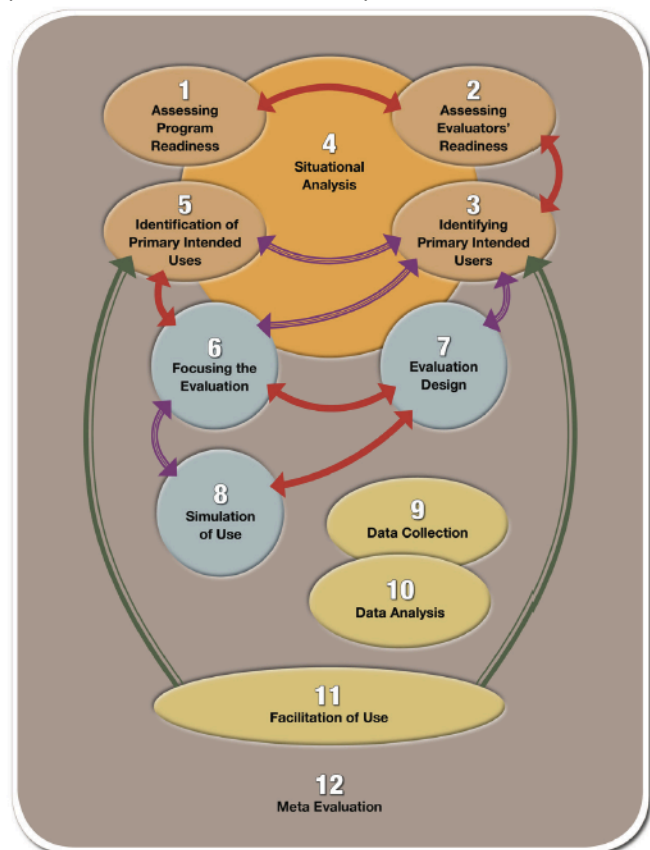 1
Assessing
Program
Readiness
2
Assessing
Evaluators'
Readiness
4
Situational
Analysis
5
Identification of
Primary Intended
Uses
3
Identifying
Primary Intended
Users
6
Focusing the
Evaluation
7
Evaluation
Design
8
Simulation
of Use
9
Data Collection
10
Data Analysis
11
Facilitation of Use
12
Meta Evaluation